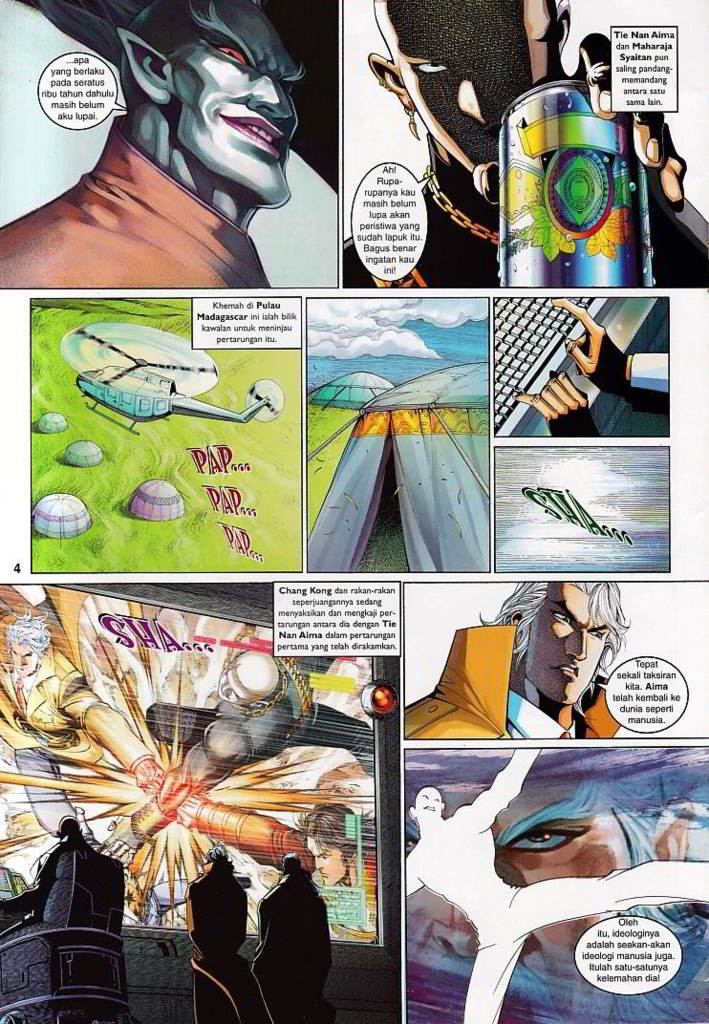 ...apa
yang berlaku
pada seratus
ribu tahun dahulu
masih belum
aku lupai.
Tie Nan Aima
dan Maharaja
Syaitan pun
saling pandang-
memandang
antara satu
sama lain.
Ah!
Rupa-
rupanya kau
masih belum
lupa akan
peristiwa yang
sudah lapuk itu.
Bagus benar
ingatan kau
ini!
Khemah di Pulau
Madagascar ini ialah bilik
kawalan untuk meninjau
pertarungan itu.
PAP...
PAP...
PAP...
SHA...
4
Chang Kong dan rakan-rakan
seperjuangannya sedang
menyaksikan dan mengkaji per-
tarungan antara dia dengan Tie
Nan Aima dalam pertarungan
pertama yang telah dirakamkan.
SHA...
Tepat
sekali taksiran
kita. Aima
telah kembali ke
dunia seperti
manusia.
Oleh
itu, ideologinya
adalah seakan-akan
ideologi manusia juga.
Itulah satu-satunya
kelemahan dia!